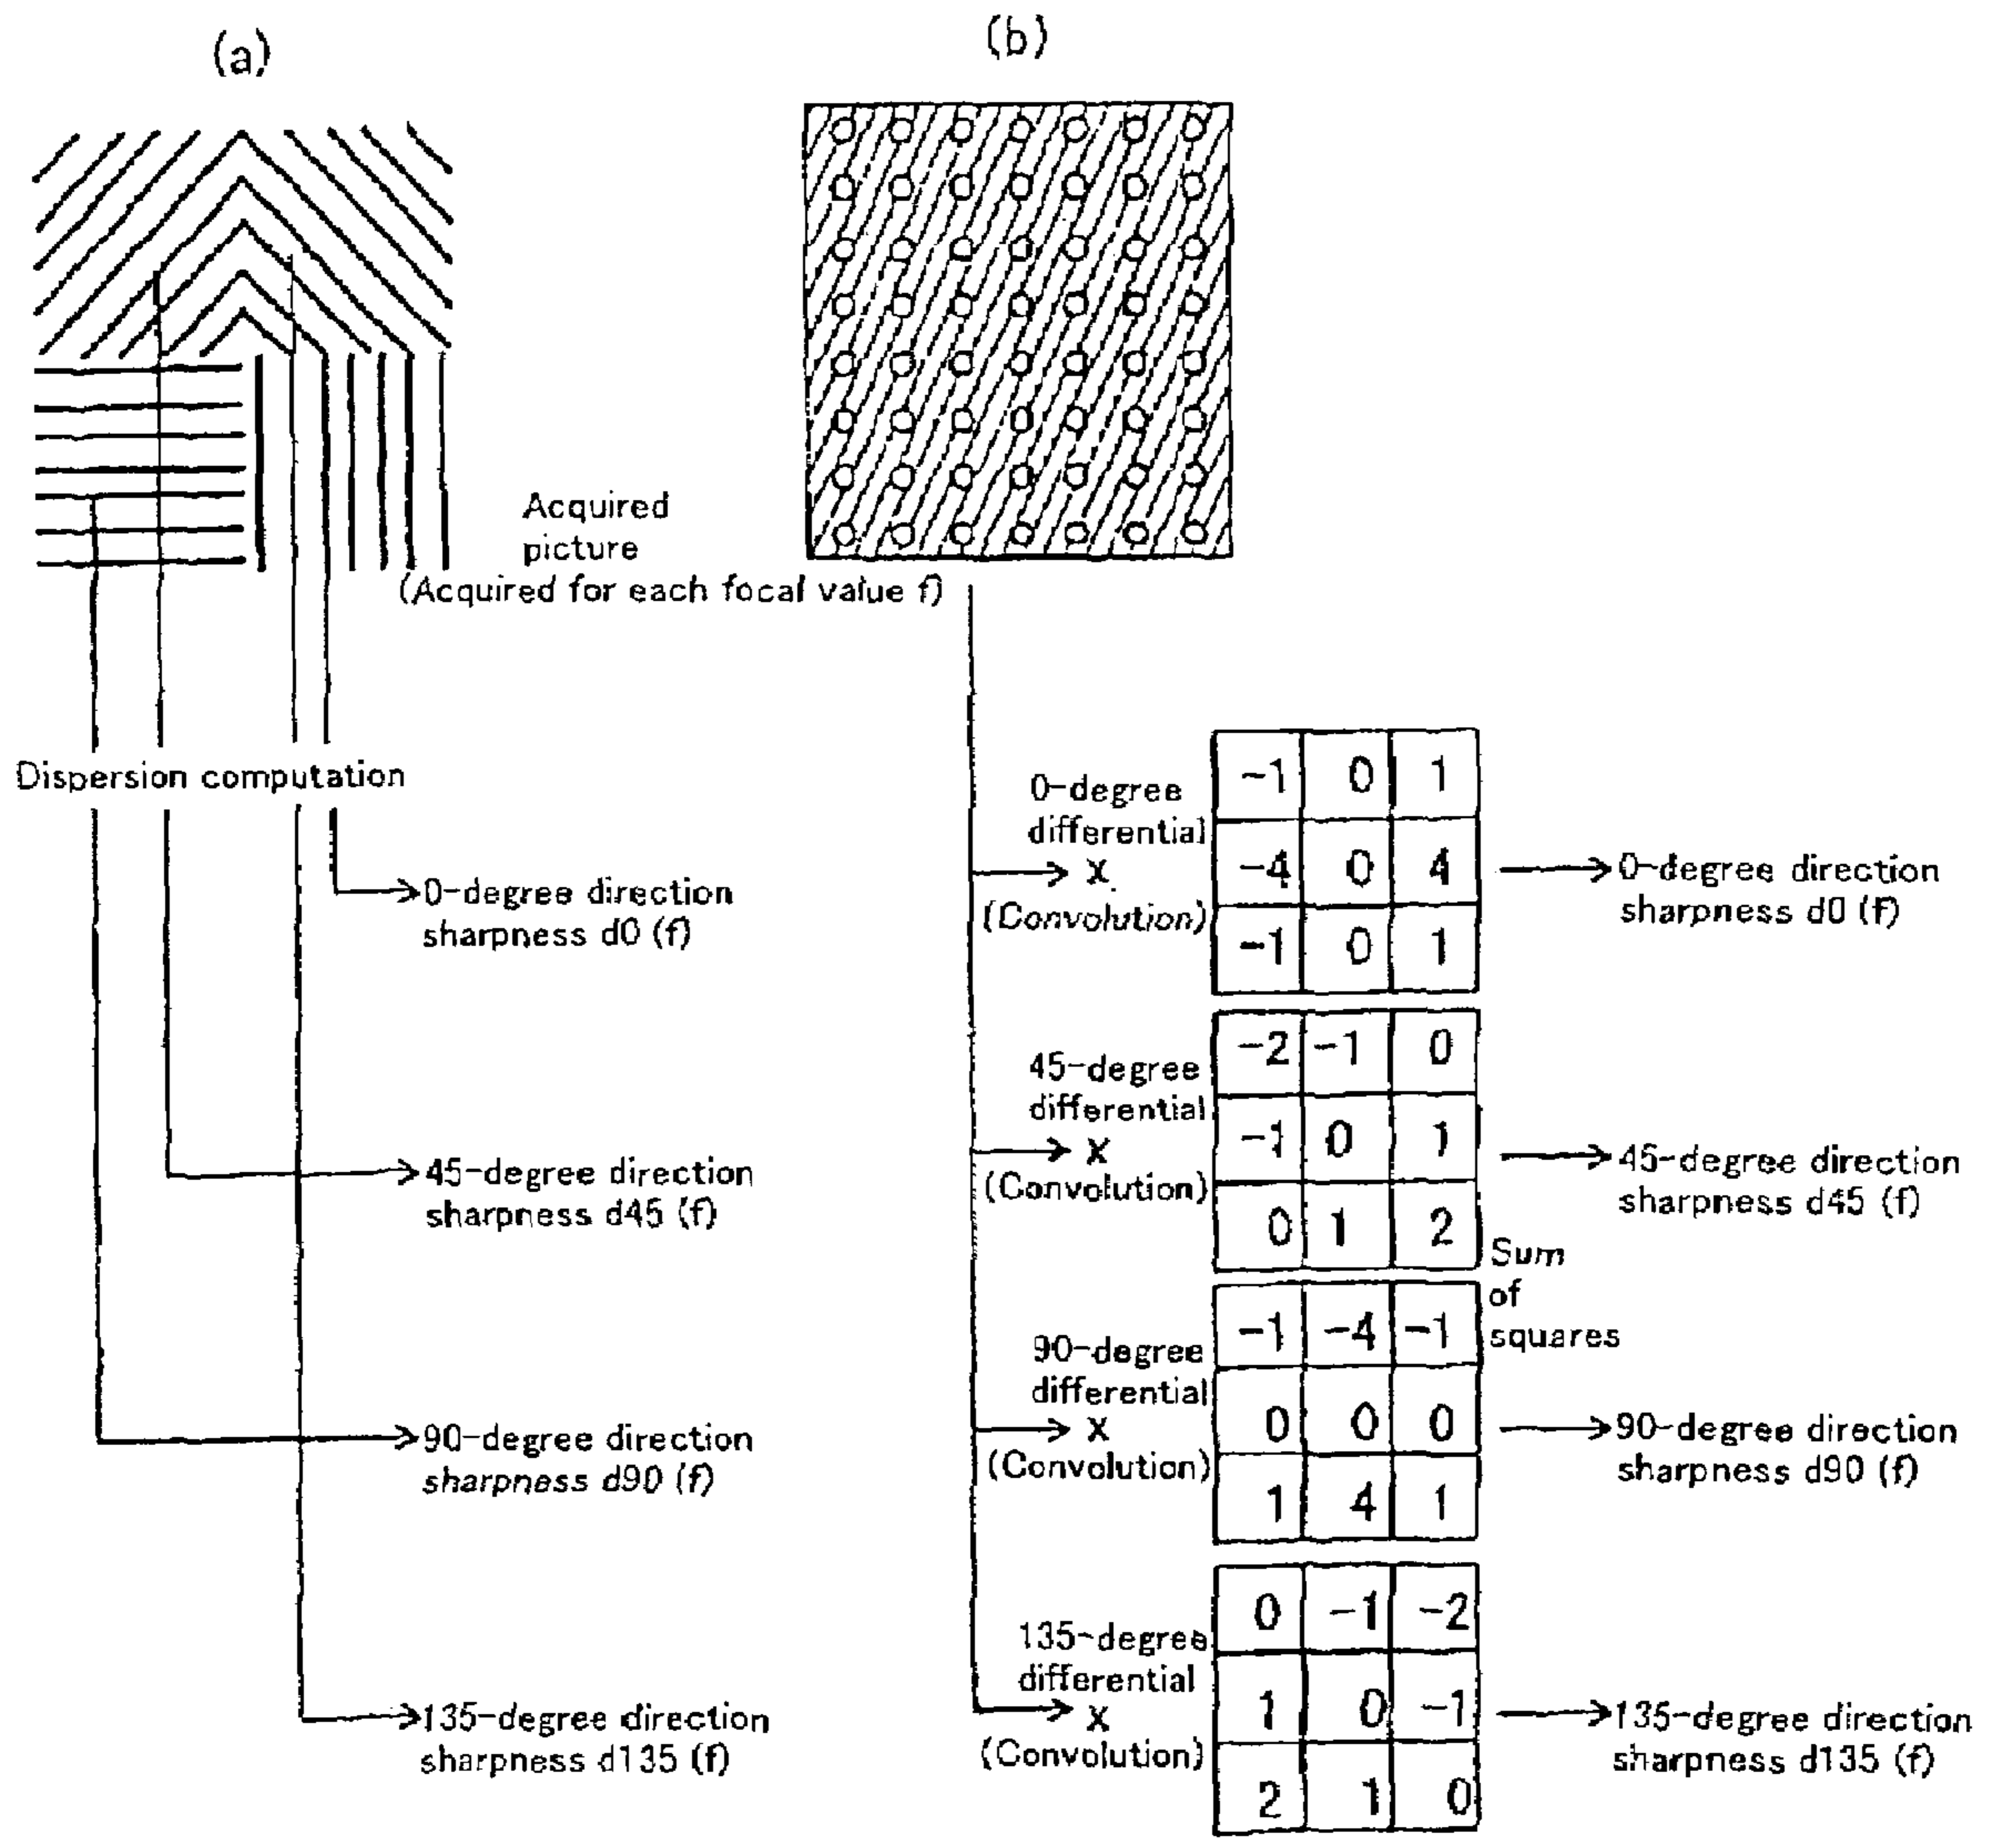 (a)
(b)
Acquired
picture
(Acquired for each focal value f)
Dispersion computation
0-degree direction
sharpness d0 (f)
45-degree direction
sharpness d45 (f)
90-degree direction
sharpness d90 (f)
135-degree direction
sharpness d135 (f)
0-degree
differential
X
(Convolution)
-1 0 1
-4 0 4
-1 0 1
0-degree direction
sharpness d0 (f)
45-degree
differential
X
(Convolution)
-2 -1 0
-1 0 1
0 1 2
45-degree direction
sharpness d45 (f)
Sum
of
squares
90-degree
differential
X
(Convolution)
-1 -4 -1
0 0 0
1 4 1
90-degree direction
sharpness d90 (f)
135-degree
differential
X
(Convolution)
0 -1 -2
1 0 -1
2 1 0
135-degree direction
sharpness d135 (f)